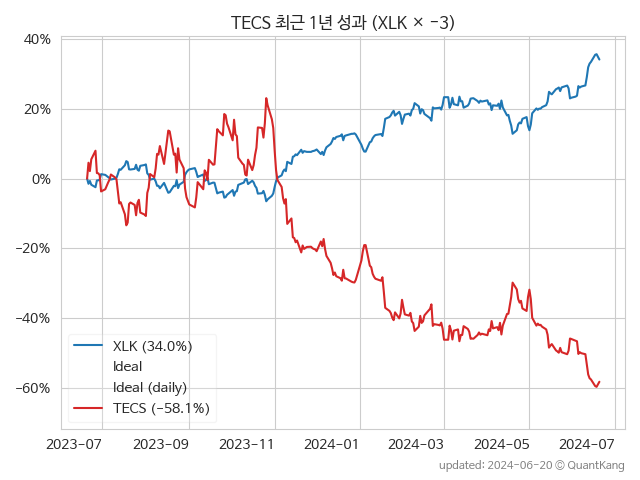 TECS 최근 1년 성과 (XLK × −3)
40%
20%
0%
−20%
−40%
−60%
XLK (34.0%)
Ideal
Ideal (daily)
TECS (−58.1%)
2023-07 2023-09 2023-11 2024-01 2024-03 2024-05 2024-07
updated: 2024-06-20 © QuantKang